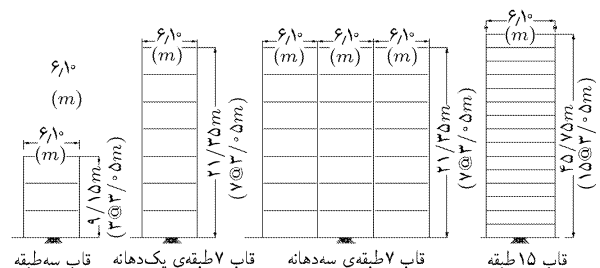 ۶٫۱۰
(m)
۶٫۱۰
(m)
۹/۱۵m
(۳@۳/۰۵m)
قاب سه‌طبقه
۶٫۱۰
(m)
۲۱/۳۵m
(۷@۳/۰۵m)
قاب ۷طبقه‌ی یک‌دهانه
۶٫۱۰ ۶٫۱۰ ۶٫۱۰
(m) (m) (m)
۲۱/۳۵m
(۷@۳/۰۵m)
قاب ۷طبقه‌ی سه‌دهانه
۶٫۱۰
(m)
۴۵/۷۵m
(۱۵@۳/۰۵m)
قاب ۱۵طبقه